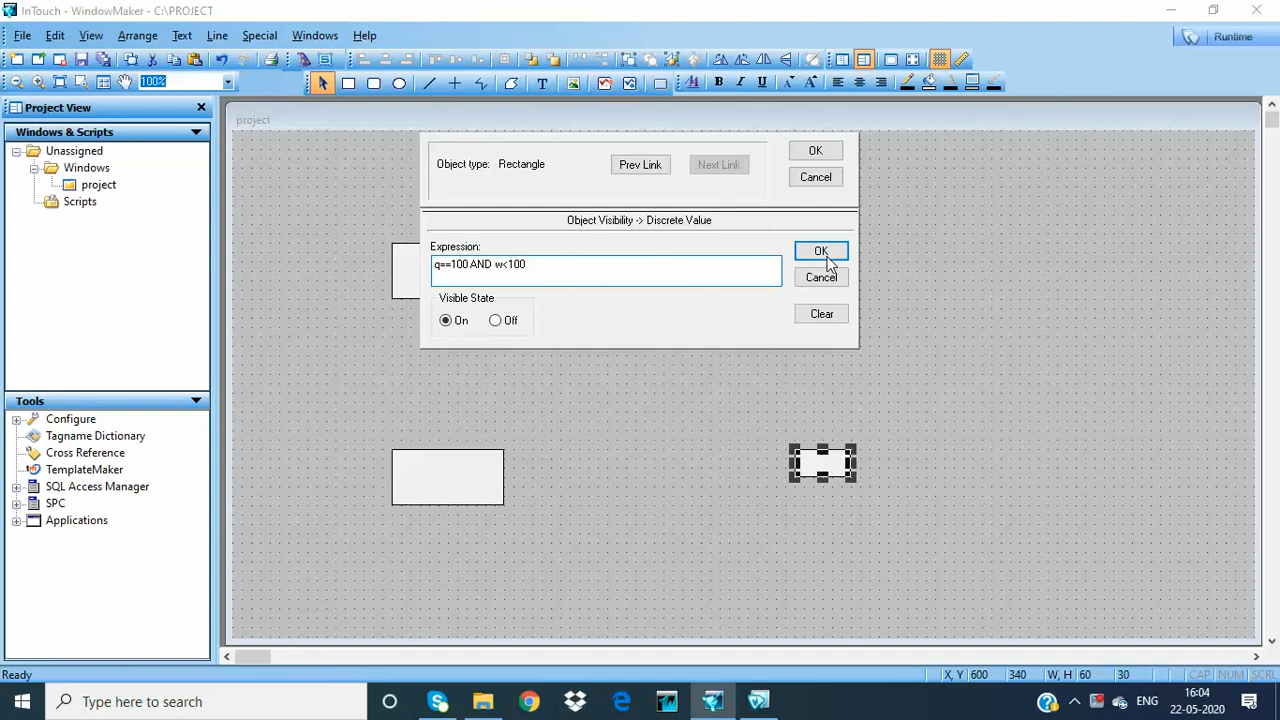 InTouch - WindowMaker - C:\PROJECT
File Edit View Arrange Text Line Special Windows Help
Runtime
100%
Project View
Windows & Scripts
Unassigned
Windows
project
Scripts
Tools
Configure
Tagname Dictionary
Cross Reference
TemplateMaker
SQL Access Manager
SPC
Applications
project
Object type: Rectangle
Prev Link
Next Link
OK
Cancel
Object Visibility -> Discrete Value
Expression:
q==100 AND w<100
OK
Cancel
Clear
Visible State
On Off
Ready
X, Y 600 340 W, H 60 30 CAP NUM SCRL
Type here to search
ENG
16:04
22-05-2020